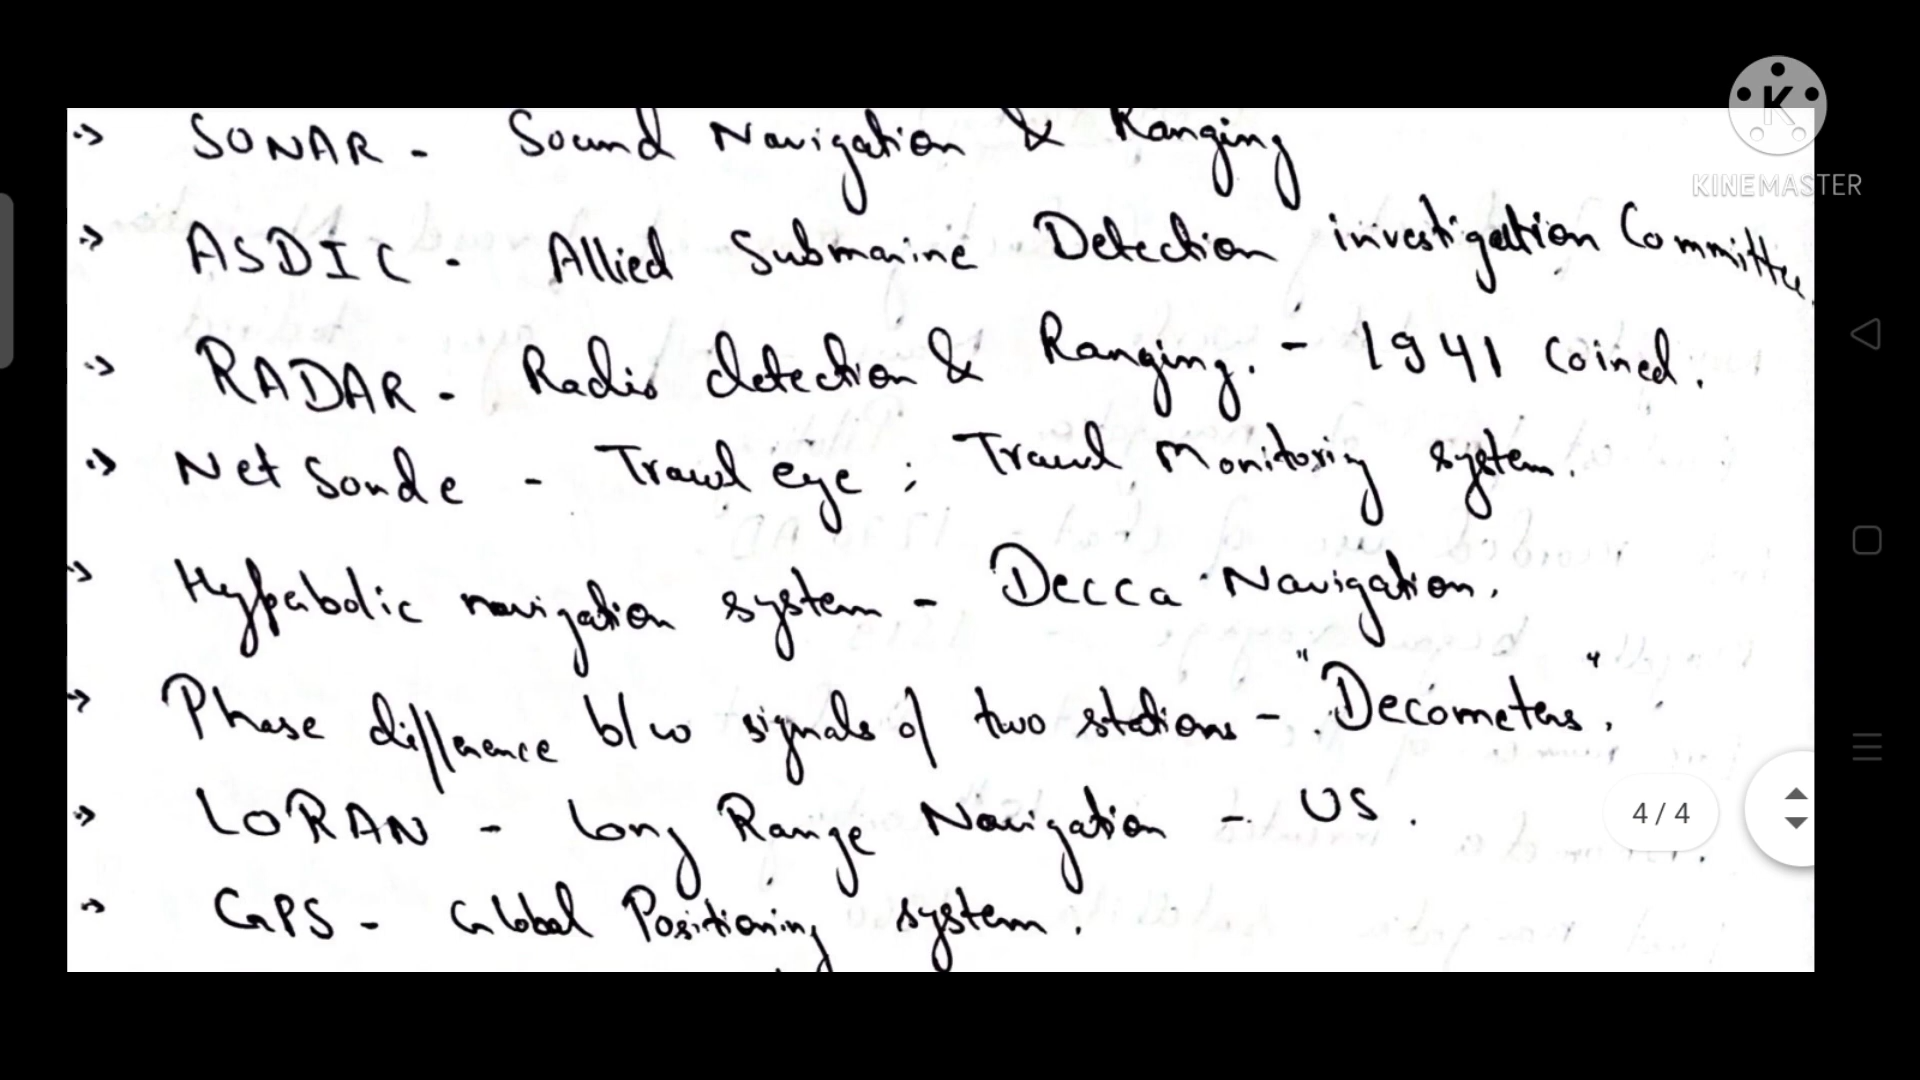 K
KINEMASTER
-> SONAR - Sound Navigation & Ranging
-> ASDIC - Allied Submarine Detection investigation Committee.
-> RADAR - Radio detection & Ranging. - 1941 coined.
-> Net Sonde - Trawl eye ; Trawl Monitoring system.
-> Hyperbolic navigation system - Decca Navigation.
-> Phase difference b/w signals of two stations - "Decometers".
-> LORAN - Long Range Navigation - US.
4 / 4
-> GPS - Global Positioning system.